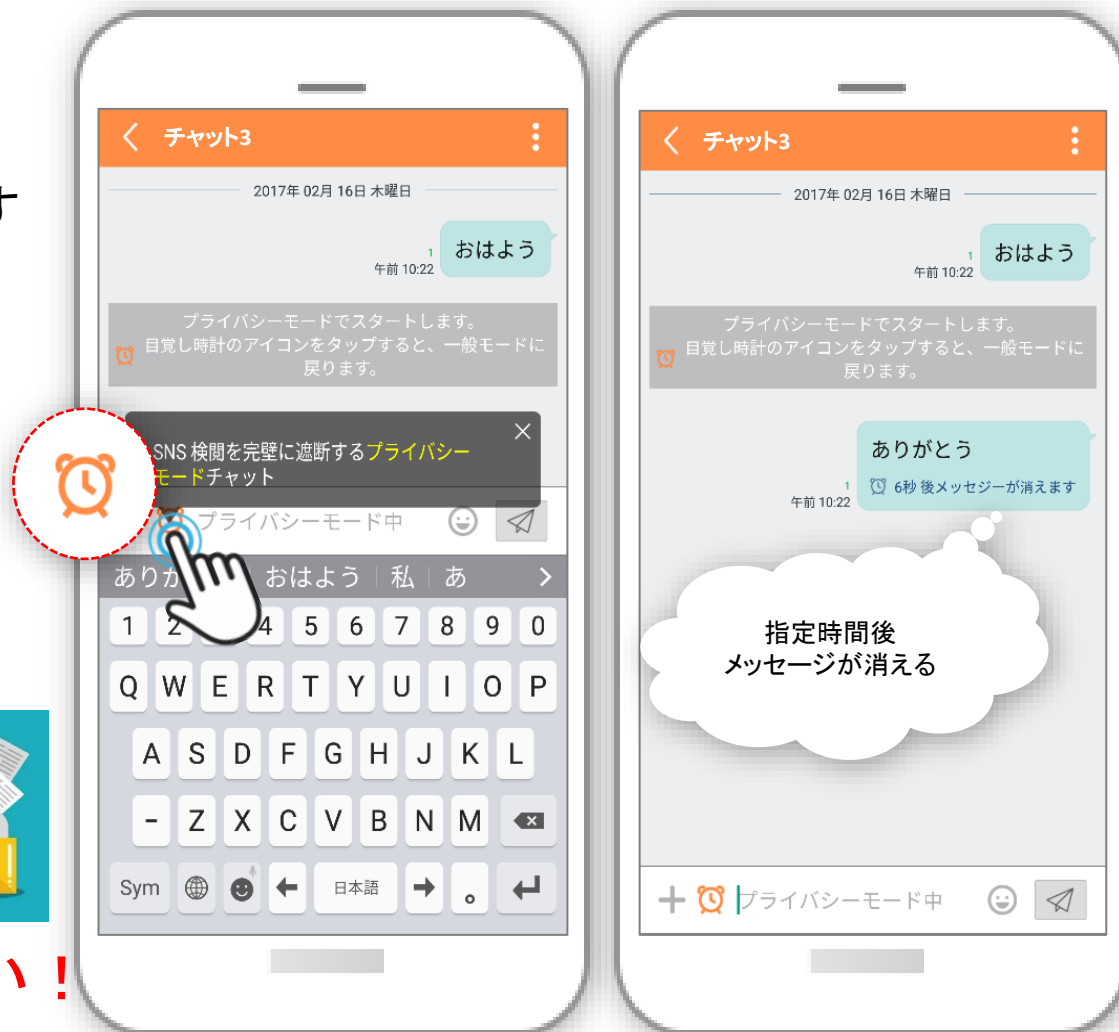 す
い！
チャット3
2017年 02月 16日 木曜日
おはよう
1
午前 10:22
プライバシーモードでスタートします。
目覚し時計のアイコンをタップすると、一般モードに
戻ります。
SNS 検閲を完璧に遮断するプライバシー
モードチャット
プライバシーモード中
ありが おはよう 私 あ
1 2 4 5 6 7 8 9 0
Q W E R T Y U I O P
A S D F G H J K L
- Z X C V B N M
Sym 日本語 。
チャット3
2017年 02月 16日 木曜日
おはよう
1
午前 10:22
プライバシーモードでスタートします。
目覚し時計のアイコンをタップすると、一般モードに
戻ります。
ありがとう
6秒 後メッセジーが消えます
1
午前 10:22
指定時間後
メッセージが消える
プライバシーモード中